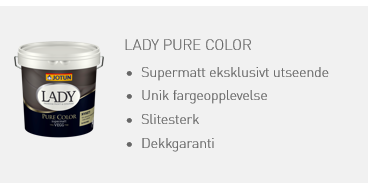 LADY PURE COLOR
Supermatt eksklusivt utseende
Unik fargeopplevelse
Slitesterk
Dekkgaranti
JOTUN
LADY
PURE COLOR